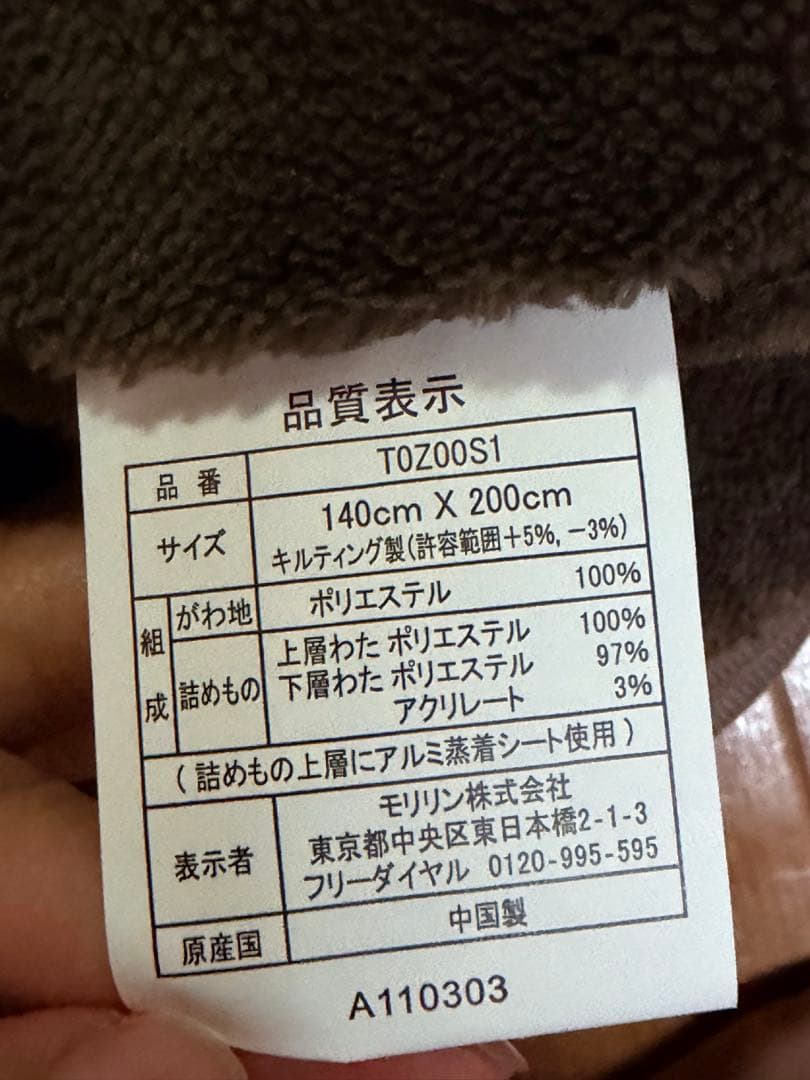 品質表示
品番 T0Z00S1
サイズ 140cm X 200cm
キルティング製(許容範囲+5%, -3%)
組成 がわ地 ポリエステル 100%
詰めもの 上層わた ポリエステル 100%
下層わた ポリエステル 97%
アクリレート 3%
(詰めもの上層にアルミ蒸着シート使用)
表示者 モリリン株式会社
東京都中央区東日本橋2-1-3
フリーダイヤル 0120-995-595
原産国 中国製
A110303